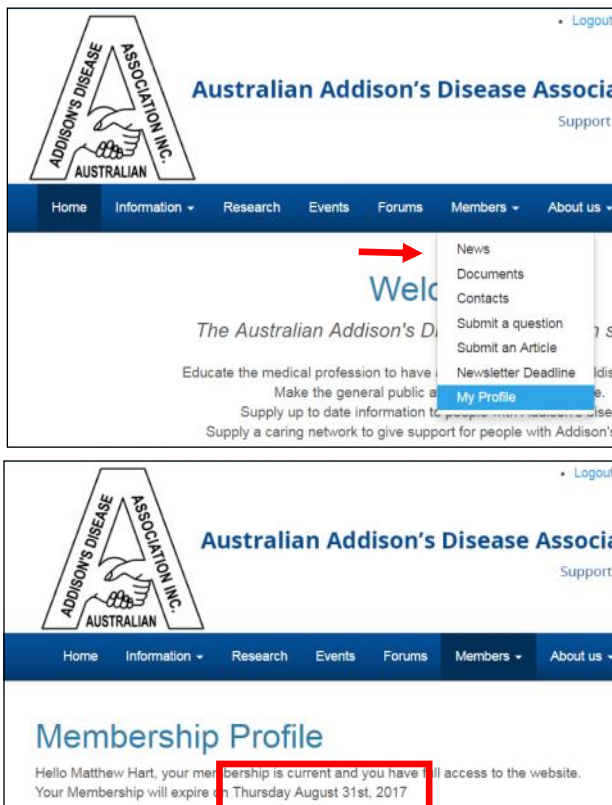 Logout
ADDISON'S DISEASE
ASSOCIATION INC.
AUSTRALIAN
Australian Addison's Disease Associa
Support
Home Information Research Events Forums Members About us
News
Documents
Contacts
Submit a question
Submit an Article
Newsletter Deadline
My Profile
Welc
The Australian Addison's D n s
Educate the medical profession to have
Make the general public a e.
Supply up to date information to people with Addison's
Supply a caring network to give support for people with Addison's
Logout
ADDISON'S DISEASE
ASSOCIATION INC.
AUSTRALIAN
Australian Addison's Disease Associa
Support
Home Information Research Events Forums Members About us
Membership Profile
Hello Matthew Hart, your membership is current and you have full access to the website.
Your Membership will expire on Thursday August 31st, 2017